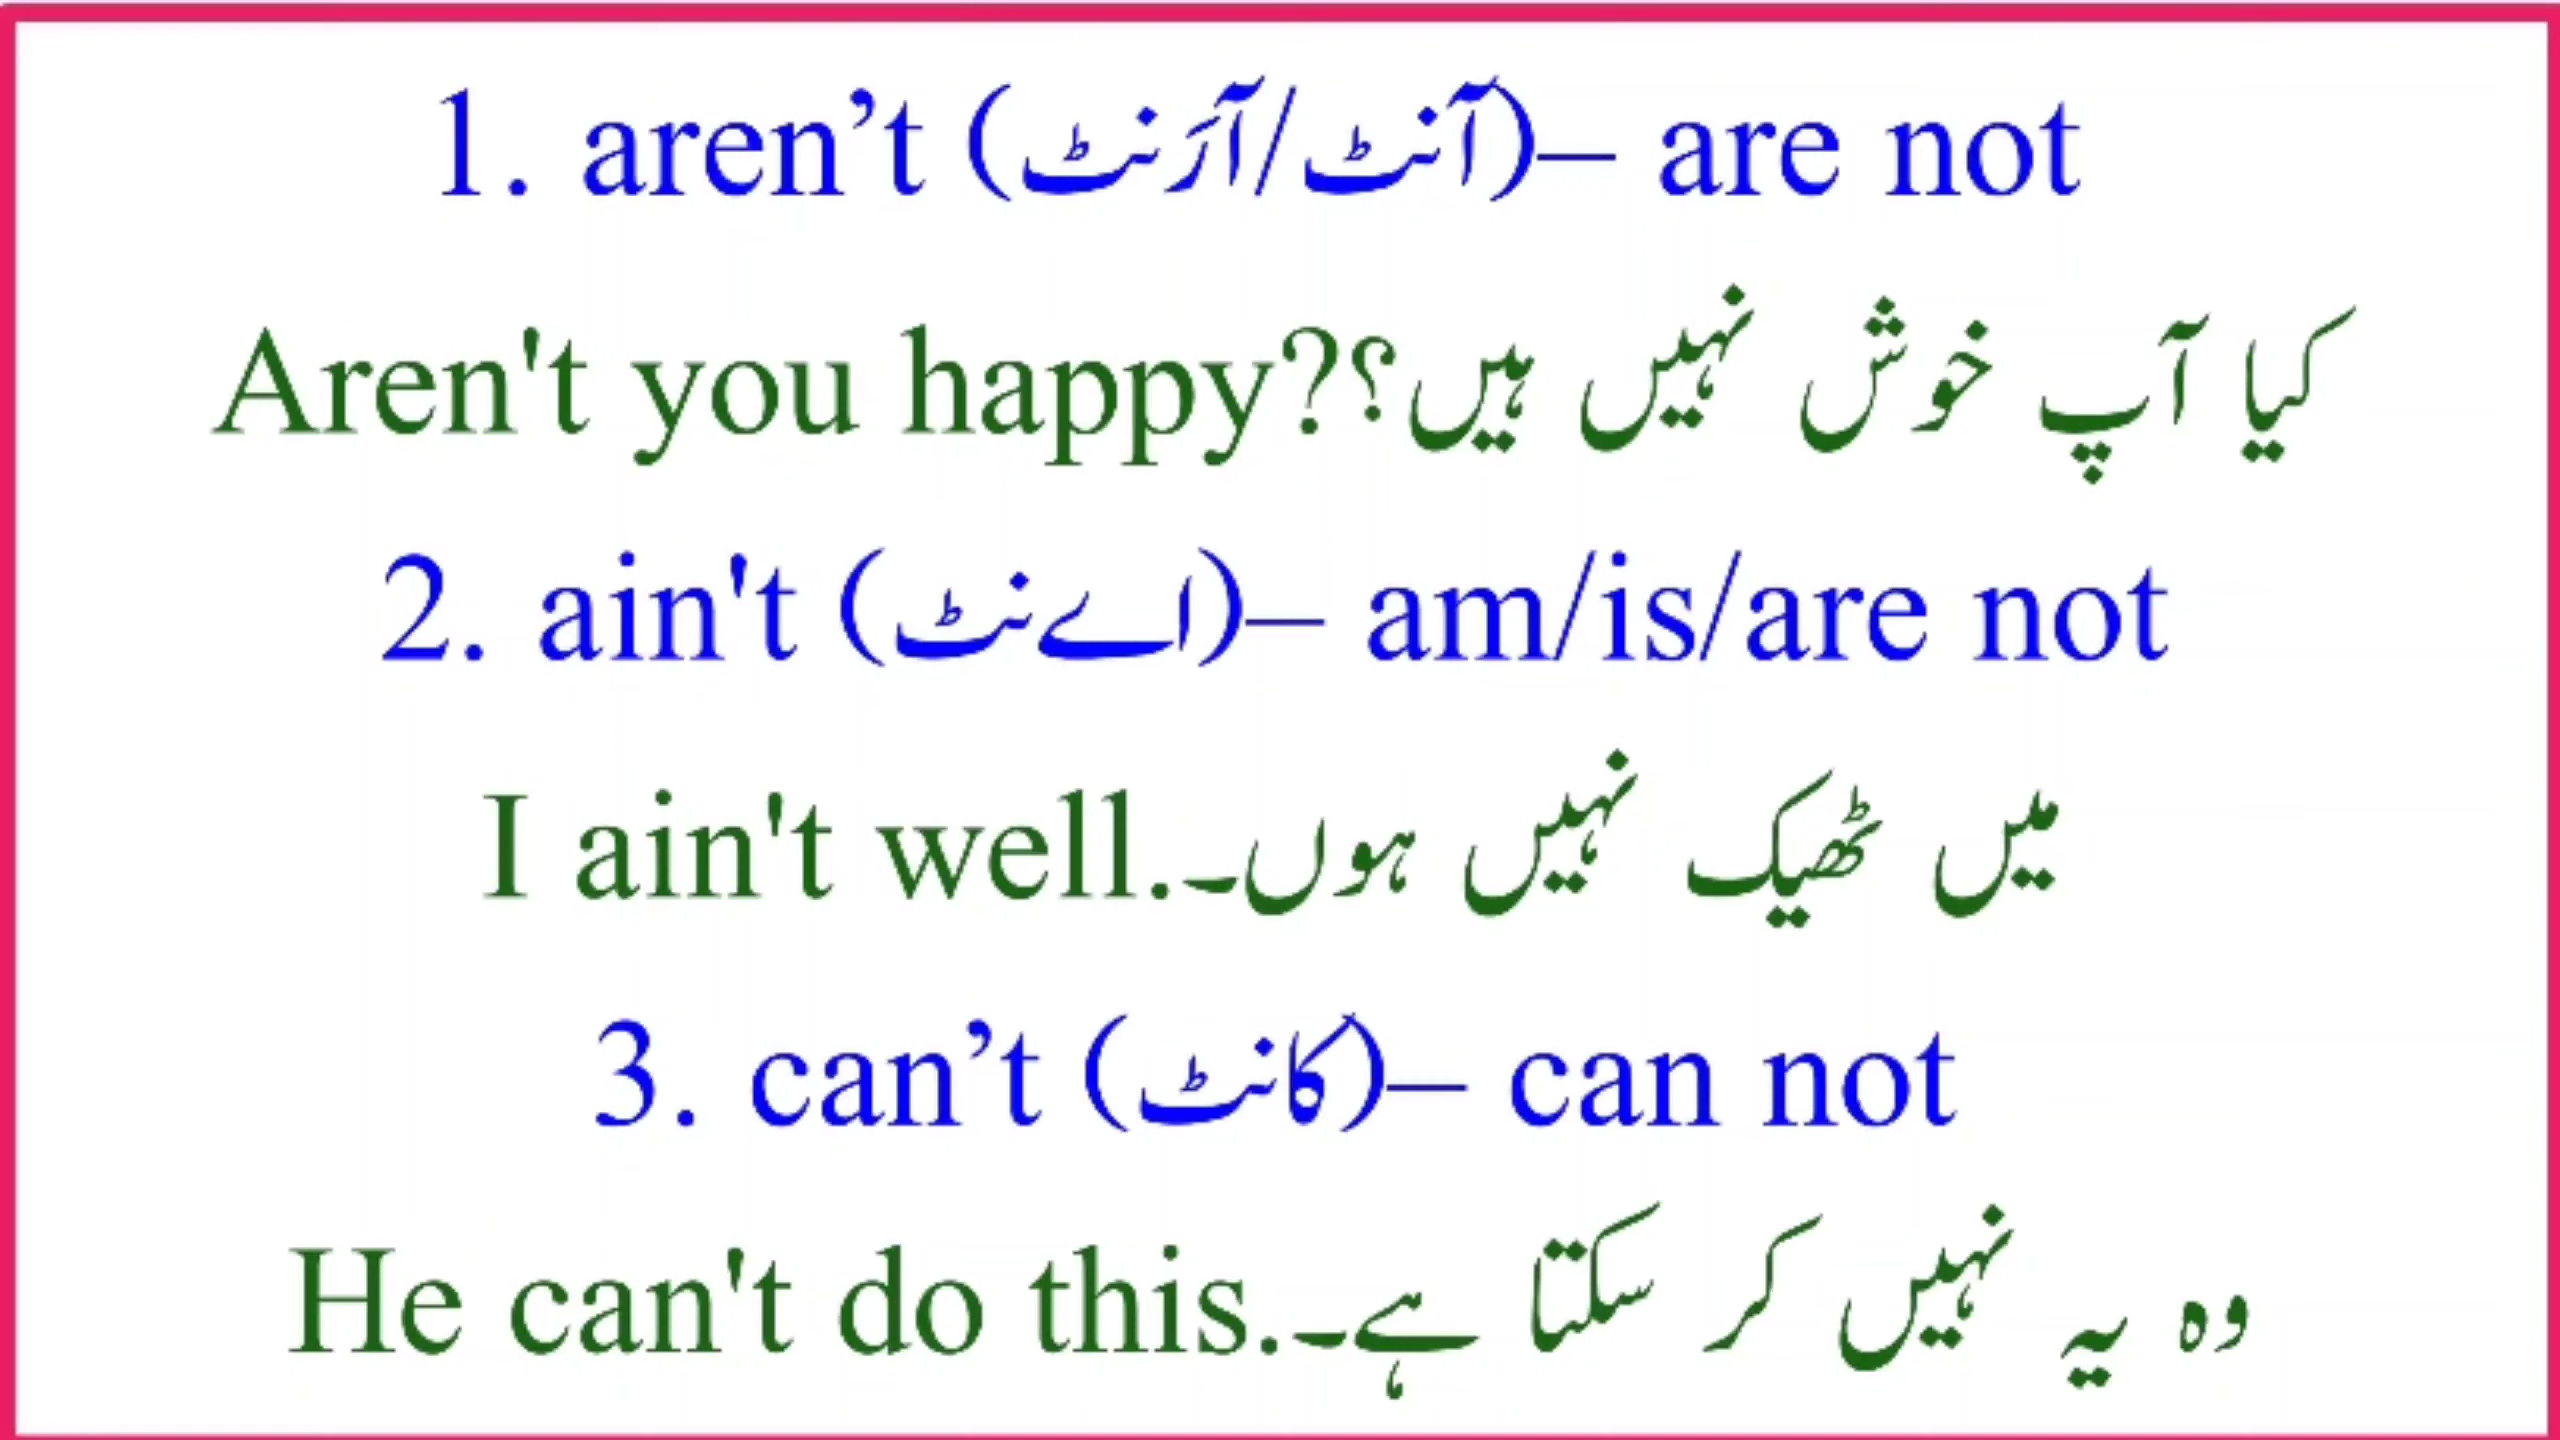 1. aren’t (آنٹ/آرَنٹ)– are not
Aren't you happy?کیا آپ خوش نہیں ہیں؟
2. ain't (اےنٹ)– am/is/are not
I ain't well.میں ٹھیک نہیں ہوں۔
3. can’t (کانٹ)– can not
He can't do this.وہ یہ نہیں کر سکتا ہے۔